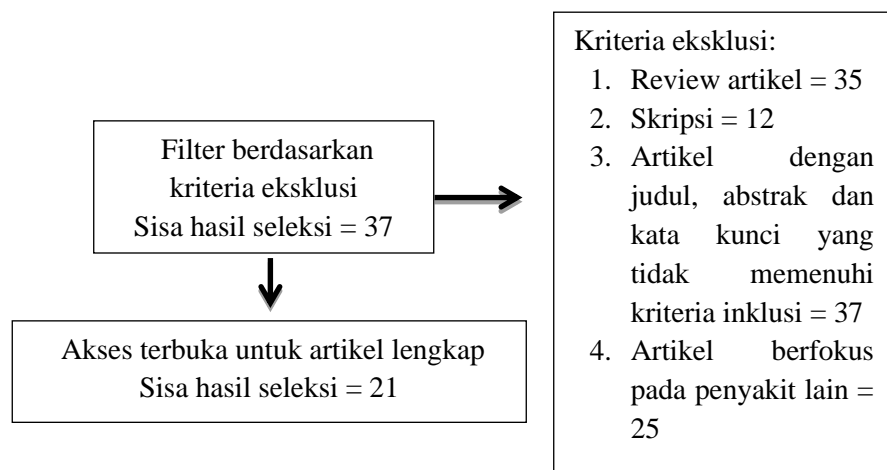 Filter berdasarkan
kriteria eksklusi
Sisa hasil seleksi = 37
Akses terbuka untuk artikel lengkap
Sisa hasil seleksi = 21
Kriteria eksklusi:
1. Review artikel = 35
2. Skripsi = 12
3. Artikel dengan
judul, abstrak dan
kata kunci yang
tidak memenuhi
kriteria inklusi = 37
4. Artikel berfokus
pada penyakit lain =
25